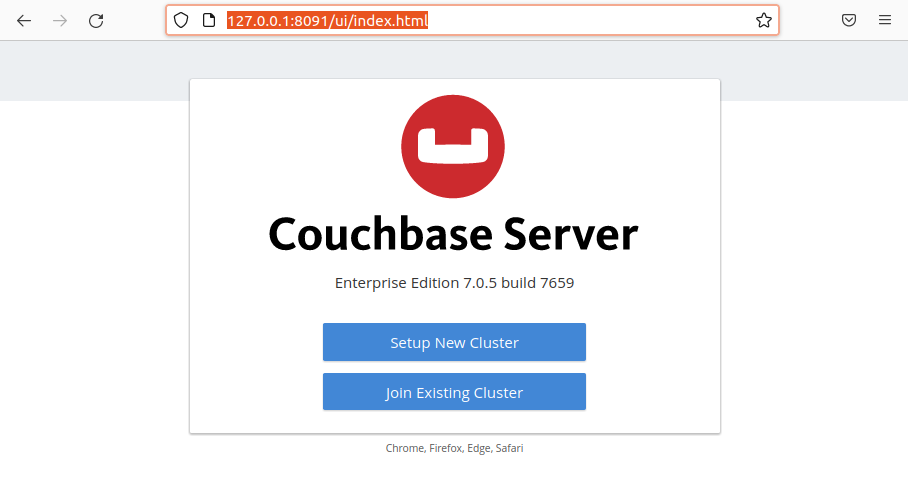 127.0.0.1:8091/ui/index.html
Couchbase Server
Enterprise Edition 7.0.5 build 7659
Setup New Cluster
Join Existing Cluster
Chrome, Firefox, Edge, Safari